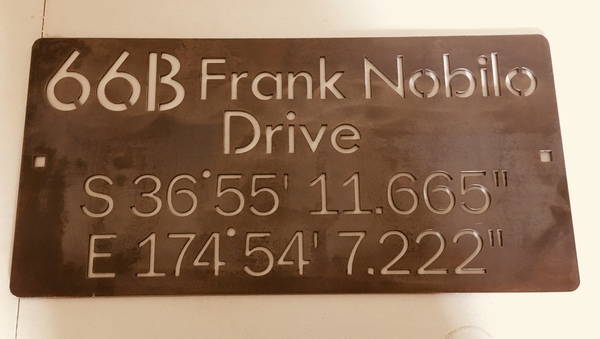 66B Frank Nobilo
Drive
S 36°55' 11.665"
E 174°54' 7.222"